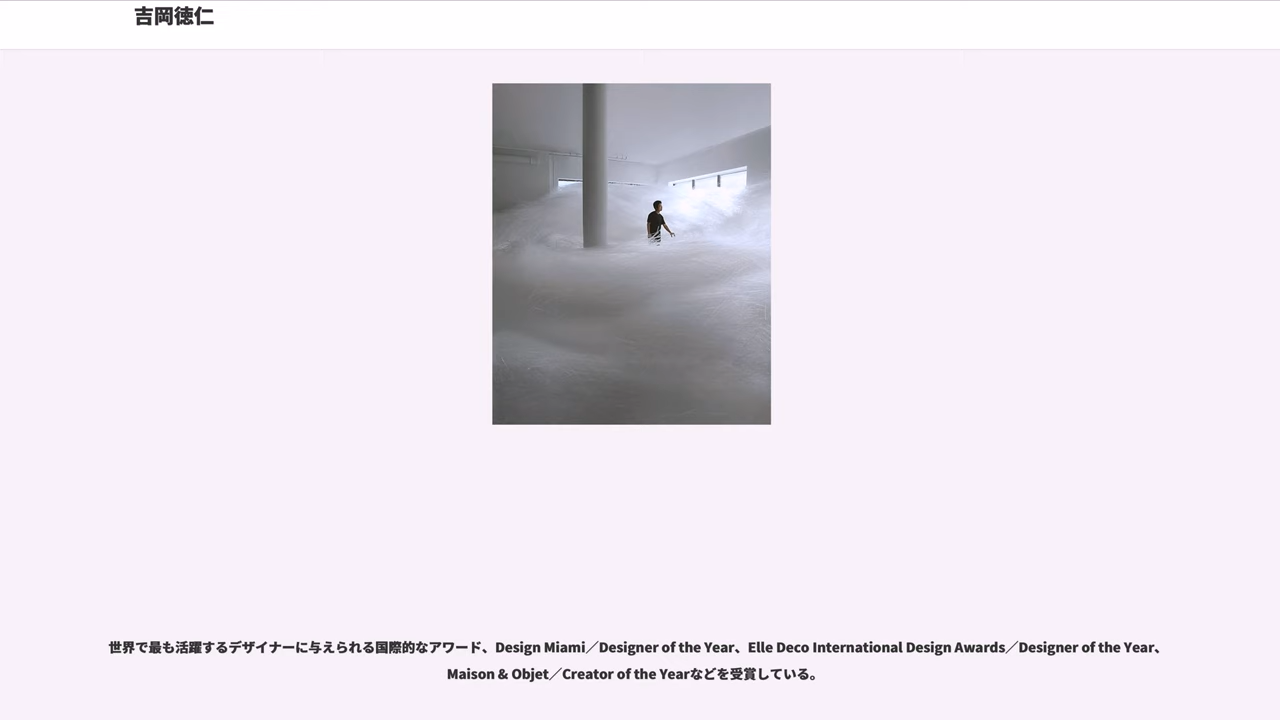 吉岡徳仁
世界で最も活躍するデザイナーに与えられる国際的なアワード、Design Miami／Designer of the Year、Elle Deco International Design Awards／Designer of the Year、
Maison & Objet／Creator of the Yearなどを受賞している。